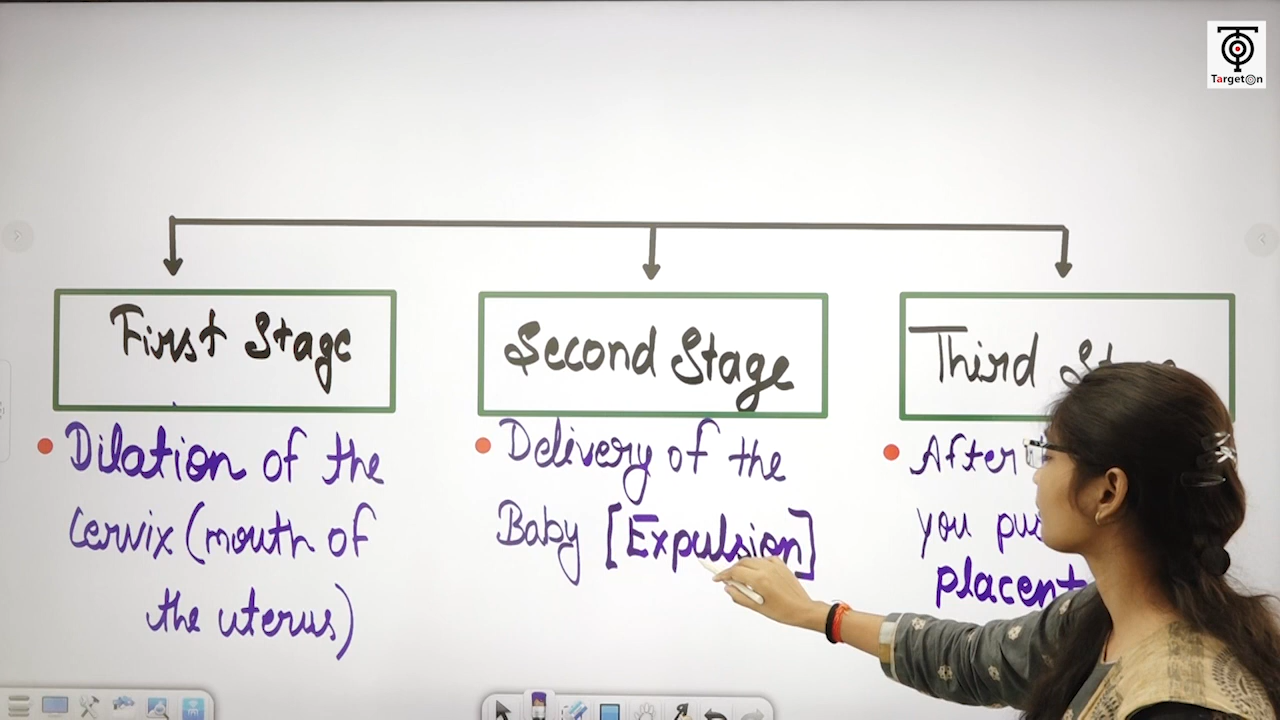 TargetOn
First Stage
Dilation of the
cervix (mouth of
the uterus)
Second Stage
Delivery of the
Baby [Expulsion]
Third
After
you
placent